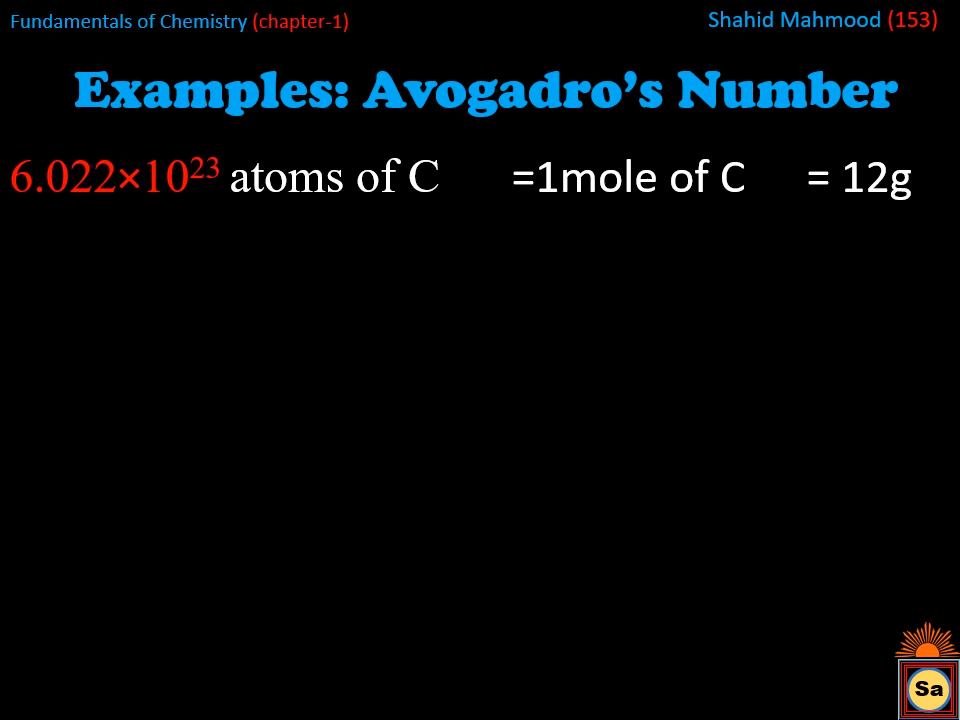 Fundamentals of Chemistry (chapter-1)
Shahid Mahmood (153)
Examples: Avogadro’s Number
6.022×10²³ atoms of C =1mole of C = 12g
Sa